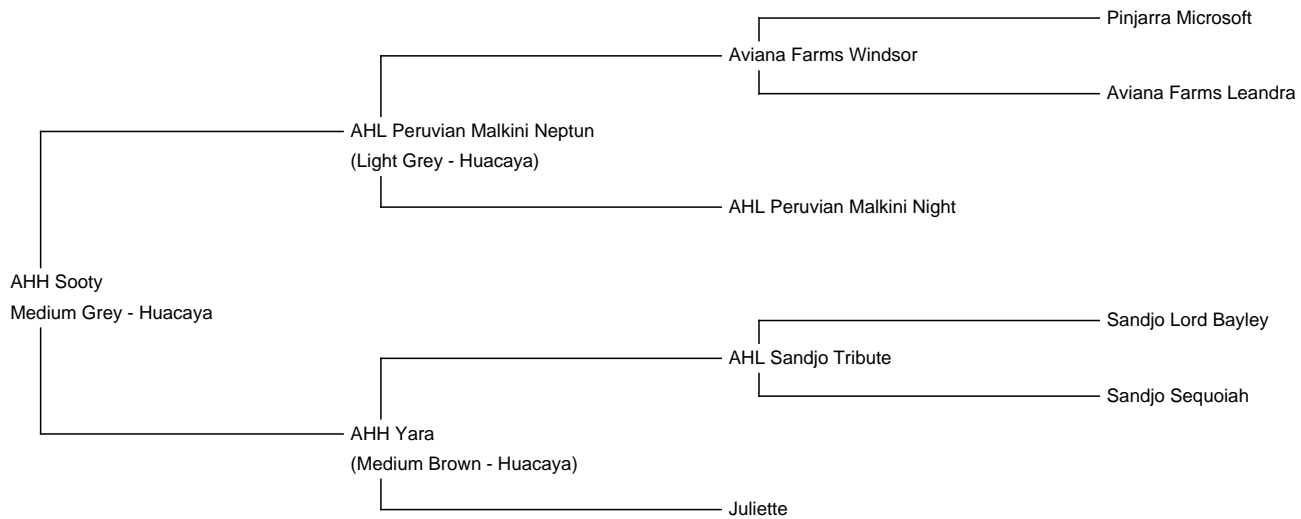 Pinjarra Microsoft
Aviana Farms Windsor
Aviana Farms Leandra
AHL Peruvian Malkini Neptun
(Light Grey - Huacaya)
AHL Peruvian Malkini Night
AHH Sooty
Medium Grey - Huacaya
Sandjo Lord Bayley
AHL Sandjo Tribute
Sandjo Sequoiah
AHH Yara
(Medium Brown - Huacaya)
Juliette